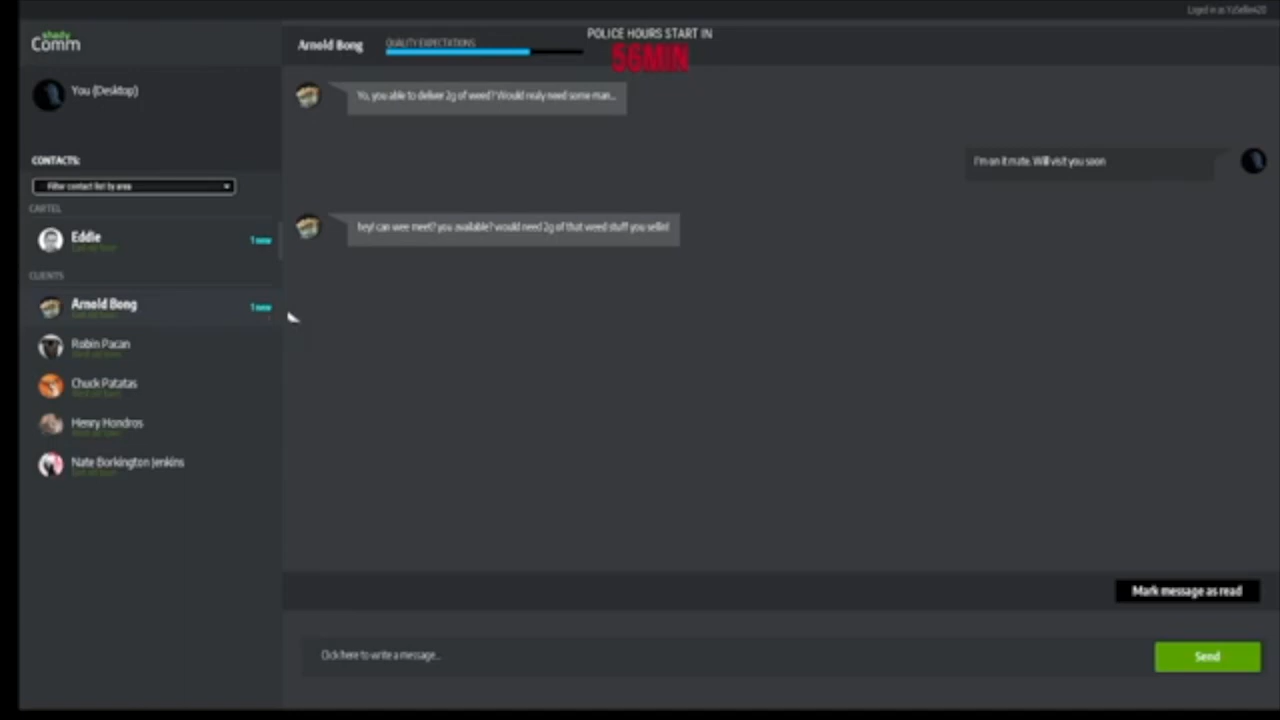 shady
Comm
You (Desktop)
CONTACTS:
Filter contact list by area
CARTEL
Eddie
1 new
CLIENTS
Arnold Bong
1 new
Robin Pacan
Chuck Patatas
Henry Hondros
Nate Borkington Jenkins
Arnold Bong
QUALITY EXPECTATIONS
POLICE HOURS START IN
56MIN
Yo, you able to deliver 2g of weed? Would realy need some man...
I'm on it mate. Will visit you soon
hey! can wee meet? you available? would need 2g of that weed stuff you sellin!
Mark message as read
Click here to write a message...
Send